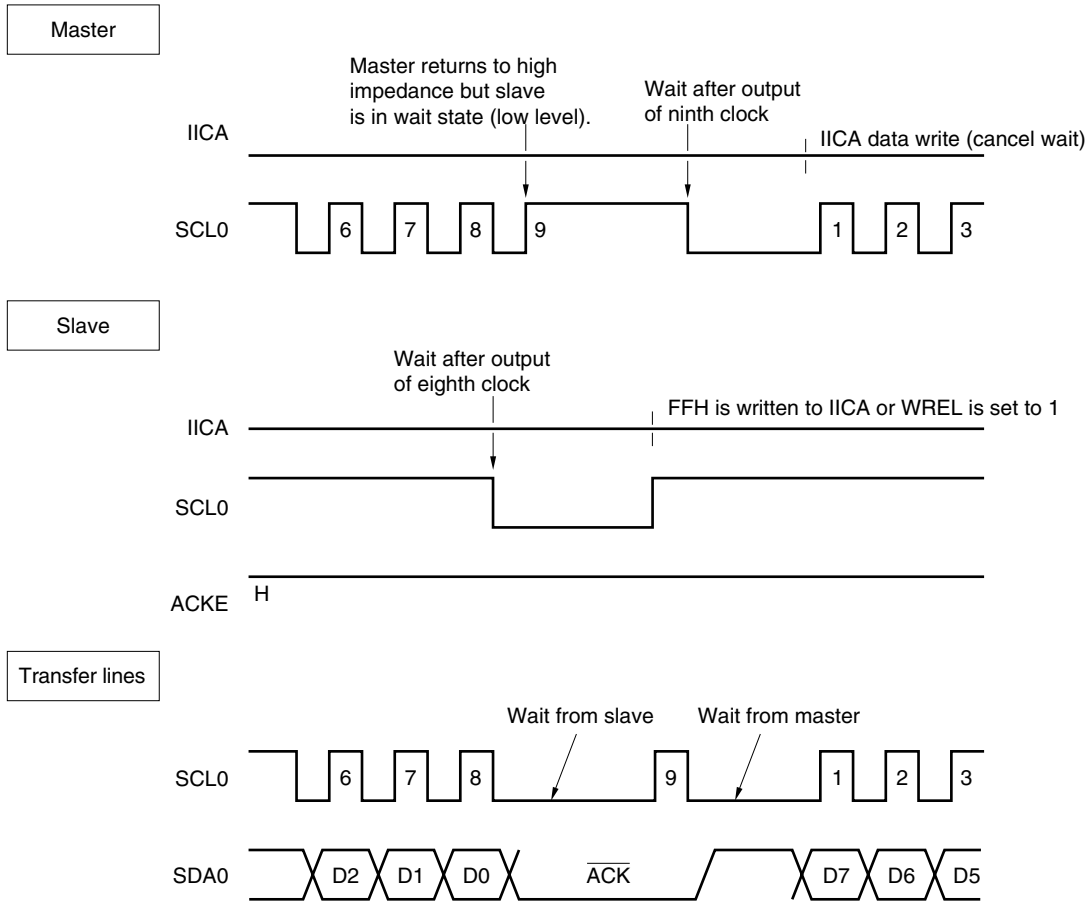 Master
Master returns to high
impedance but slave
is in wait state (low level).
Wait after output
of ninth clock
IICA
IICA data write (cancel wait)
SCL0
6 7 8 9 1 2 3
Slave
Wait after output
of eighth clock
FFH is written to IICA or WREL is set to 1
IICA
SCL0
H
ACKE
Transfer lines
Wait from slave Wait from master
SCL0
6 7 8 9 1 2 3
SDA0
D2 D1 D0 ACK D7 D6 D5